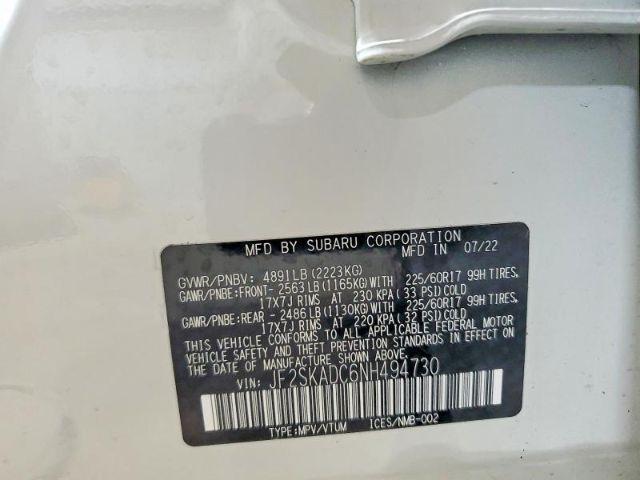 MFD BY SUBARU CORPORATION
MFD IN 07/22
GVWR/PNBV: 4891LB(2223KG)
GAWR/PNBE:FRONT- 2563LB(1165KG)WITH 225/60R17 99H TIRES.
17X7J RIMS AT 230 KPA(33 PSI)COLD
GAWR/PNBE:REAR - 2486LB(1130KG)WITH 225/60R17 99H TIRES.
17X7J RIMS AT 220 KPA(32 PSI)COLD
THIS VEHICLE CONFORMS TO ALL APPLICABLE FEDERAL MOTOR
VEHICLE SAFETY AND THEFT PREVENTION STANDARDS IN EFFECT ON
THE DATE OF MANUFACTURE SHOWN ABOVE.
VIN: JF2SKADC6NH494730
TYPE:MPV/VTUM ICES/NMB-002